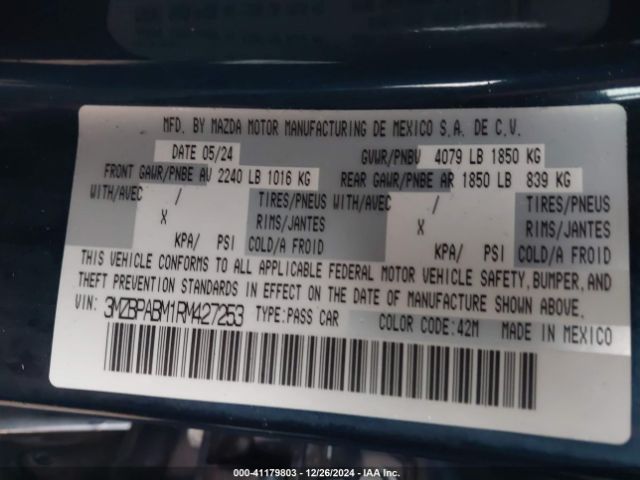 MFD. BY MAZDA MOTOR MANUFACTURING DE MEXICO S.A. DE C.V.
DATE 05/24 GVWR/PNBV 4079 LB 1850 KG
FRONT GAWR/PNBE AV 2240 LB 1016 KG REAR GAWR/PNBE AR 1850 LB 839 KG
WITH/AVEC / TIRES/PNEUS WITH/AVEC / TIRES/PNEUS
X RIMS/JANTES X RIMS/JANTES
KPA/ PSI COLD/A FROID KPA/ PSI COLD/A FROID
THIS VEHICLE CONFORMS TO ALL APPLICABLE FEDERAL MOTOR VEHICLE SAFETY, BUMPER, AND
THEFT PREVENTION STANDARDS IN EFFECT ON THE DATE OF MANUFACTURE SHOWN ABOVE.
VIN: 3MZBPABM1RM427253 TYPE: PASS CAR COLOR CODE: 42M MADE IN MEXICO
000-41179803 - 12/26/2024 - IAA Inc.